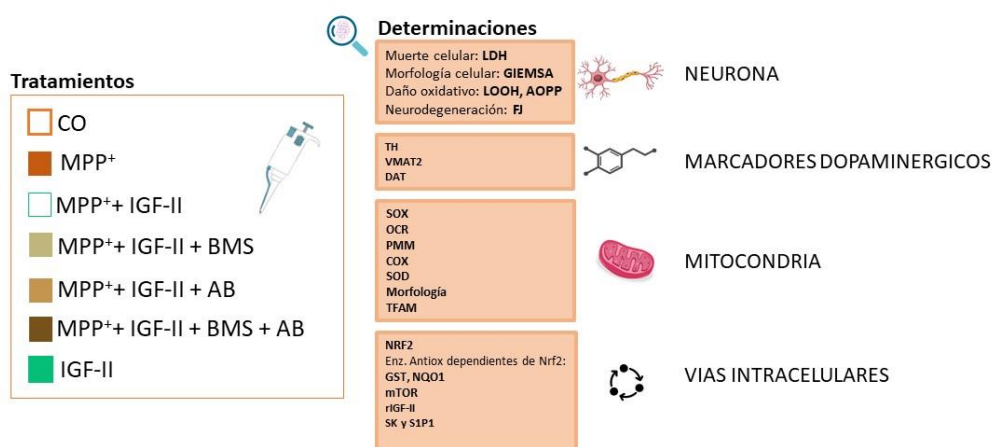 Tratamientos
CO
MPP⁺
MPP⁺+ IGF-II
MPP⁺+ IGF-II + BMS
MPP⁺+ IGF-II + AB
MPP⁺+ IGF-II + BMS + AB
IGF-II
Determinaciones
Muerte celular: LDH
Morfología celular: GIEMSA
Daño oxidativo: LOOH, AOPP
Neurodegeneración: FJ
NEURONA
TH
VMAT2
DAT
MARCADORES DOPAMINERGICOS
SOX
OCR
PMM
COX
SOD
Morfología
TFAM
MITOCONDRIA
NRF2
Enz. Antiox dependientes de Nrf2:
GST, NQO1
mTOR
rIGF-II
SK y S1P1
VIAS INTRACELULARES